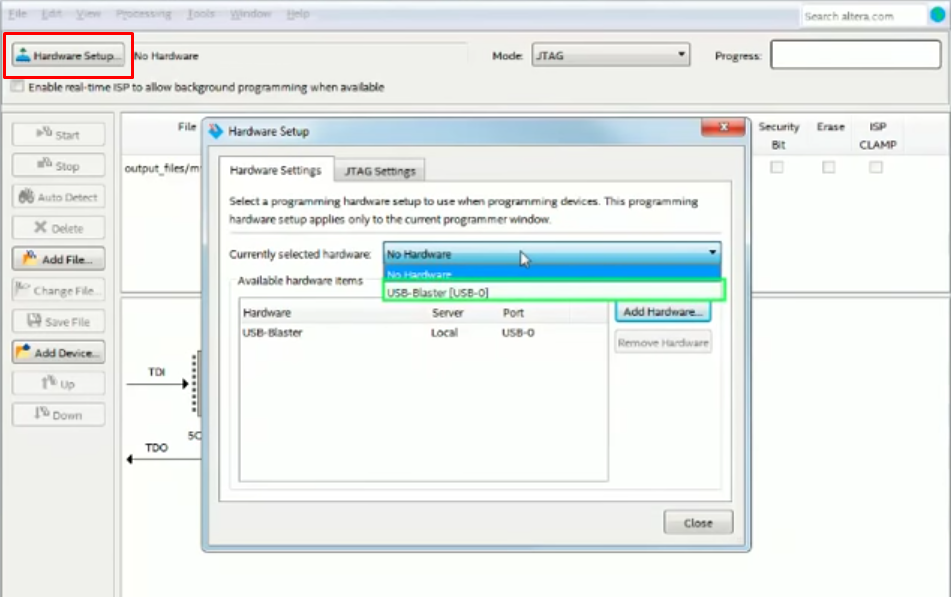 File Edit View Processing Tools Window Help
Search altera.com
Hardware Setup... No Hardware
Mode: JTAG
Progress:
Enable real-time ISP to allow background programming when available
Start
Stop
Auto Detect
Delete
Add File...
Change File...
Save File
Add Device...
Up
Down
File
output_files/m
Security
Bit
Erase
ISP
CLAMP
Hardware Setup
Hardware Settings
JTAG Settings
Select a programming hardware setup to use when programming devices. This programming
hardware setup applies only to the current programmer window.
Currently selected hardware: No Hardware
No Hardware
USB-Blaster [USB-0]
Available hardware items
Hardware Server Port
USB-Blaster Local USB-0
Add Hardware...
Remove Hardware
Close
TDI
TDO